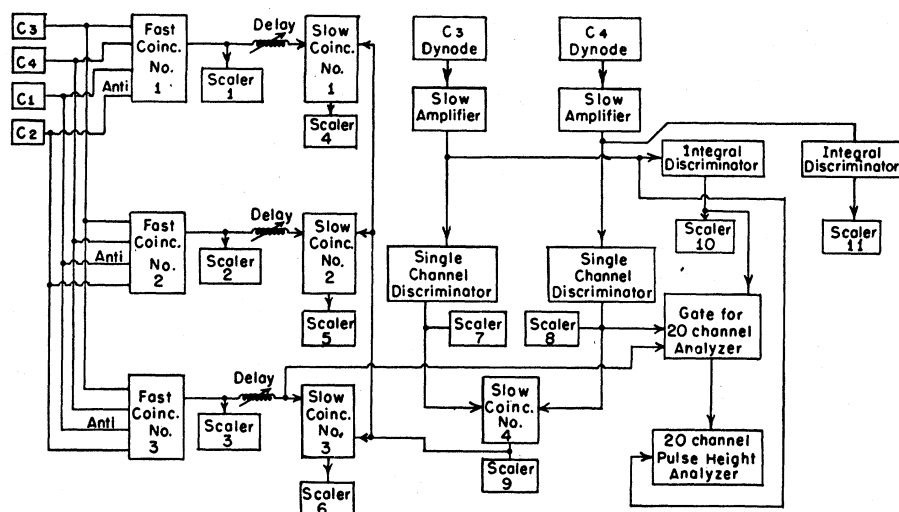 C3
C4
C1
C2
Anti
Fast
Coinc.
No.
1
Scaler
1
Delay
Slow
Coinc.
No.
1
Scaler
4
C3
Dynode
Slow
Amplifier
C4
Dynode
Slow
Amplifier
Integral
Discriminator
Scaler
10
Integral
Discriminator
Scaler
11
Anti
Fast
Coinc.
No.
2
Scaler
2
Delay
Slow
Coinc.
No.
2
Scaler
5
Single
Channel
Discriminator
Scaler
7
Single
Channel
Discriminator
Scaler
8
Gate for
20 channel
Analyzer
Anti
Fast
Coinc.
No.
3
Scaler
3
Delay
Slow
Coinc.
No.
3
Scaler
6
Slow
Coinc.
No.
4
Scaler
9
20 channel
Pulse Height
Analyzer